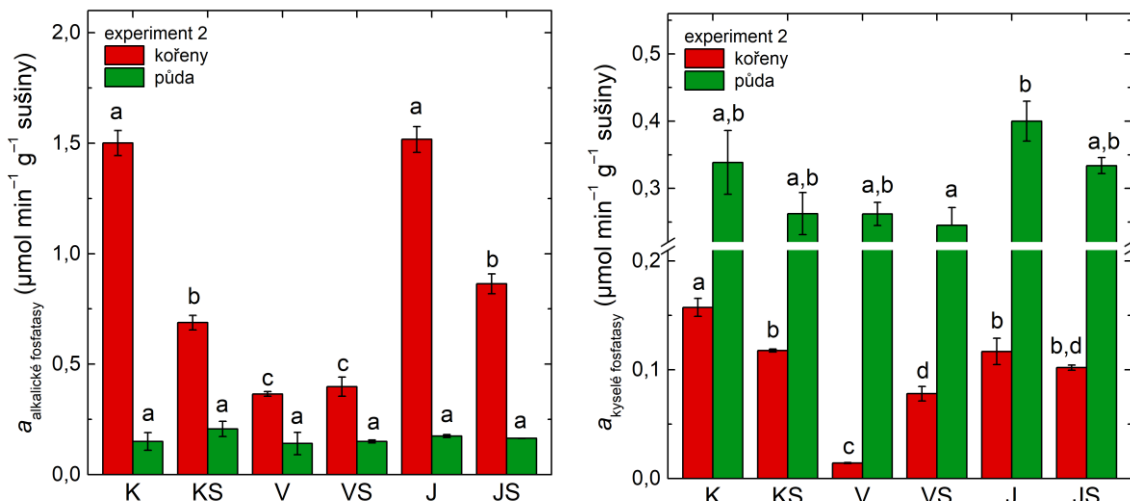 2,0
1,5
1,0
0,5
0,0
a alkalické fosfatasy (μmol min⁻¹ g⁻¹ sušiny)
experiment 2
kořeny
půda
a
a
b
a
c
a
c
a
a
a
b
a
K KS V VS J JS
0,5
0,4
0,3
0,2
0,1
0,0
a kyselé fosfatasy (μmol min⁻¹ g⁻¹ sušiny)
experiment 2
kořeny
půda
a
a,b
b
a,b
c
a,b
d
a
b
b
b,d
a,b
K KS V VS J JS